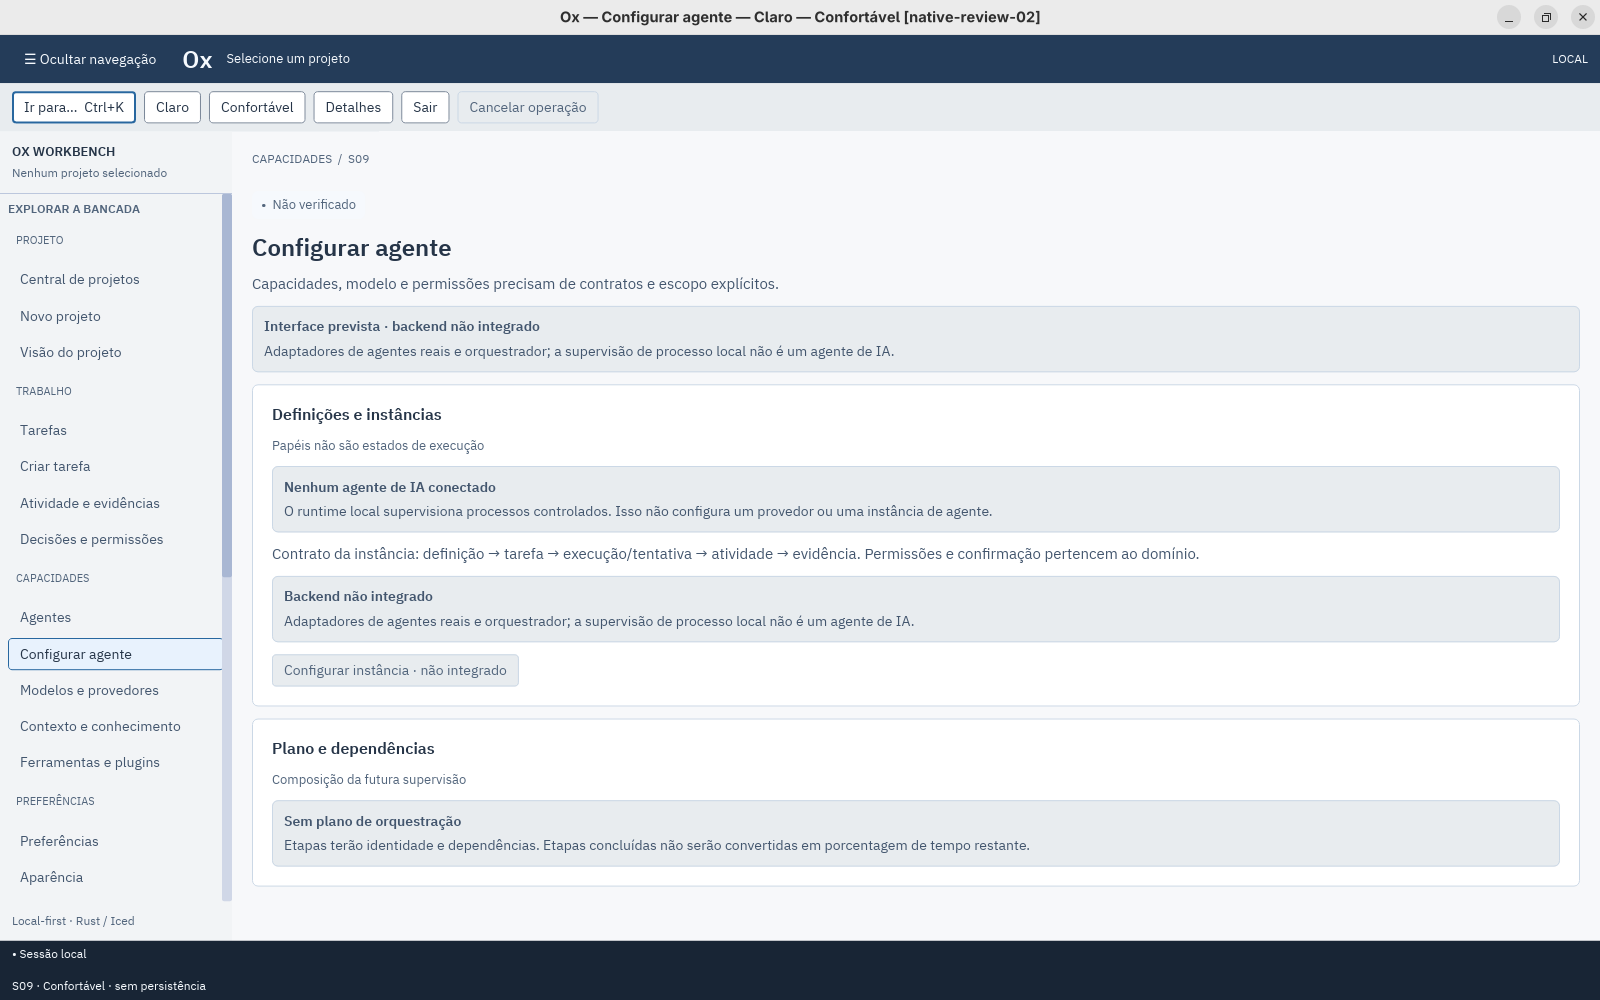 Ox — Configurar agente — Claro — Confortável [native-review-02]
☰ Ocultar navegação
Ox
Selecione um projeto
LOCAL
Ir para... Ctrl+K
Claro
Confortável
Detalhes
Sair
Cancelar operação
OX WORKBENCH
Nenhum projeto selecionado
EXPLORAR A BANCADA
PROJETO
Central de projetos
Novo projeto
Visão do projeto
TRABALHO
Tarefas
Criar tarefa
Atividade e evidências
Decisões e permissões
CAPACIDADES
Agentes
Configurar agente
Modelos e provedores
Contexto e conhecimento
Ferramentas e plugins
PREFERÊNCIAS
Preferências
Aparência
Local-first · Rust / Iced
CAPACIDADES / S09
• Não verificado
Configurar agente
Capacidades, modelo e permissões precisam de contratos e escopo explícitos.
Interface prevista · backend não integrado
Adaptadores de agentes reais e orquestrador; a supervisão de processo local não é um agente de IA.
Definições e instâncias
Papéis não são estados de execução
Nenhum agente de IA conectado
O runtime local supervisiona processos controlados. Isso não configura um provedor ou uma instância de agente.
Contrato da instância: definição → tarefa → execução/tentativa → atividade → evidência. Permissões e confirmação pertencem ao domínio.
Backend não integrado
Adaptadores de agentes reais e orquestrador; a supervisão de processo local não é um agente de IA.
Configurar instância · não integrado
Plano e dependências
Composição da futura supervisão
Sem plano de orquestração
Etapas terão identidade e dependências. Etapas concluídas não serão convertidas em porcentagem de tempo restante.
• Sessão local
S09 · Confortável · sem persistência